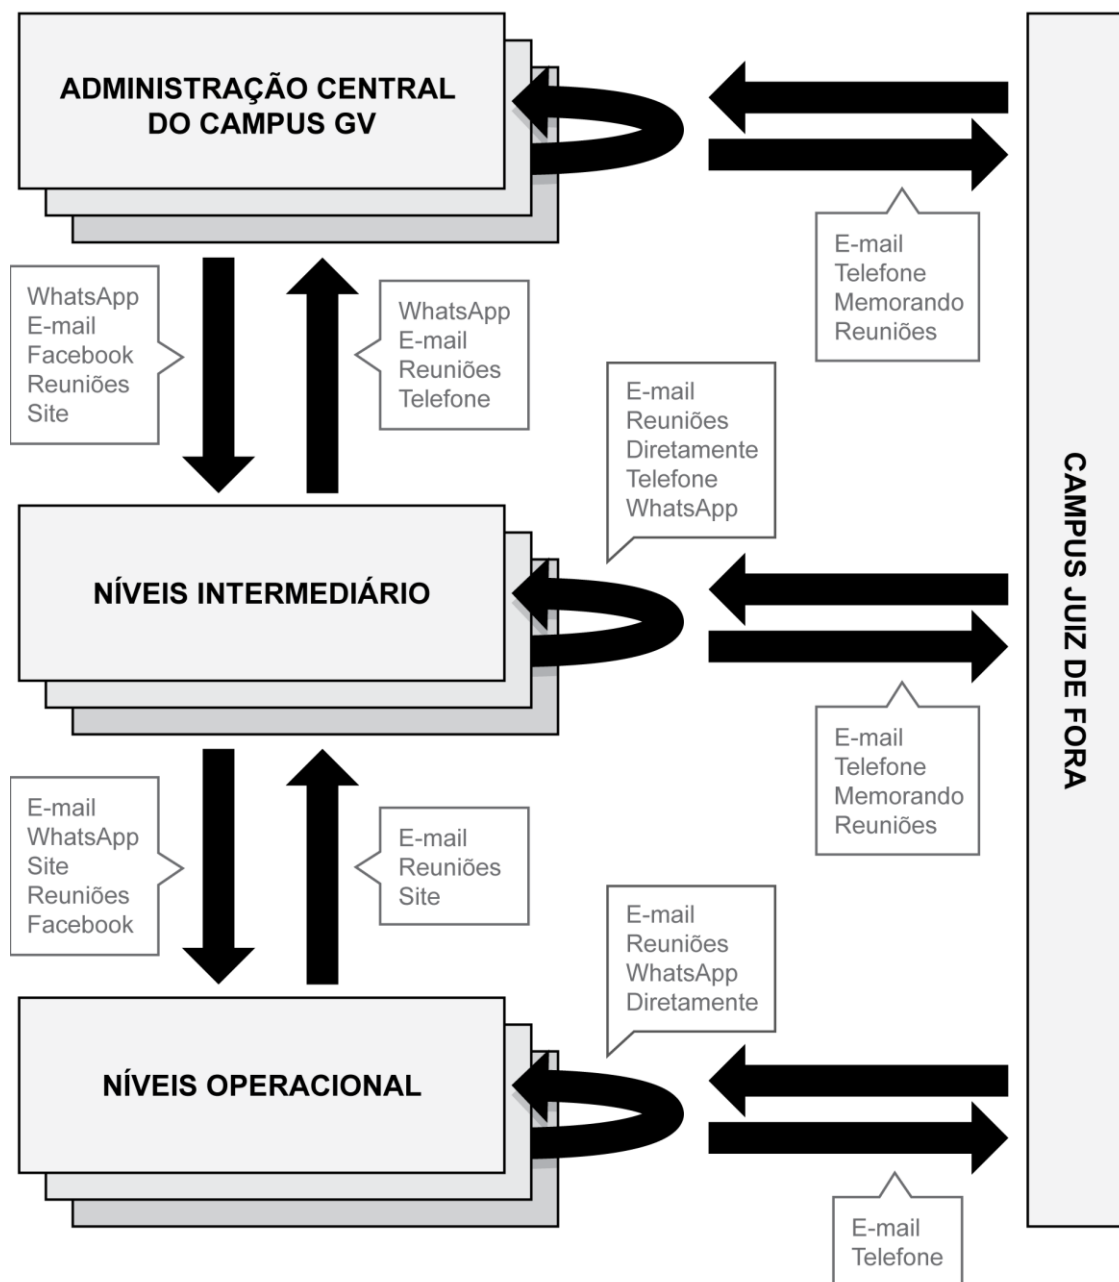 ADMINISTRAÇÃO CENTRAL
DO CAMPUS GV
E-mail
Telefone
Memorando
Reuniões
WhatsApp
E-mail
Facebook
Reuniões
Site
WhatsApp
E-mail
Reuniões
Telefone
E-mail
Reuniões
Diretamente
Telefone
WhatsApp
CAMPUS JUIZ DE FORA
NÍVEIS INTERMEDIÁRIO
E-mail
Telefone
Memorando
Reuniões
E-mail
WhatsApp
Site
Reuniões
Facebook
E-mail
Reuniões
Site
E-mail
Reuniões
WhatsApp
Diretamente
NÍVEIS OPERACIONAL
E-mail
Telefone